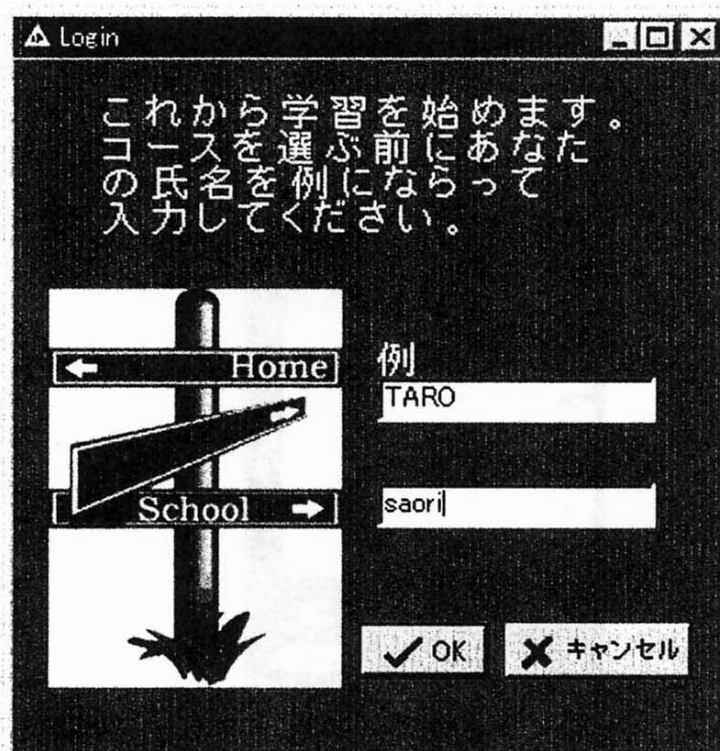 Login
これから学習を始めます。
コースを選ぶ前にあなた
の氏名を例にならって
入力してください。
Home
School
例
TARO
saori
OK
キャンセル